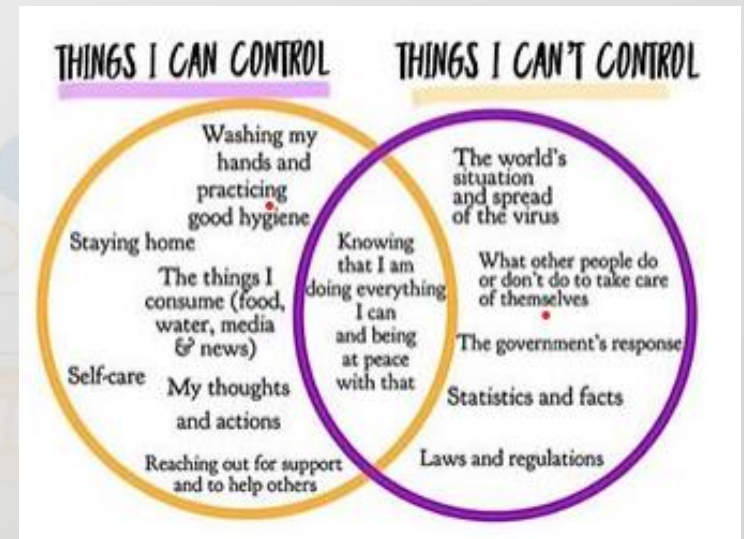 THINGS I CAN CONTROL
THINGS I CAN'T CONTROL
Washing my
hands and
practicing
good hygiene
Staying home
The things I
consume (food,
water, media
& news)
Self-care
My thoughts
and actions
Reaching out for support
and to help others
Knowing
that I am
doing everything
I can
and being
at peace
with that
The world's
situation
and spread
of the virus
What other people do
or don't do to take care
of themselves
The government's response
Statistics and facts
Laws and regulations